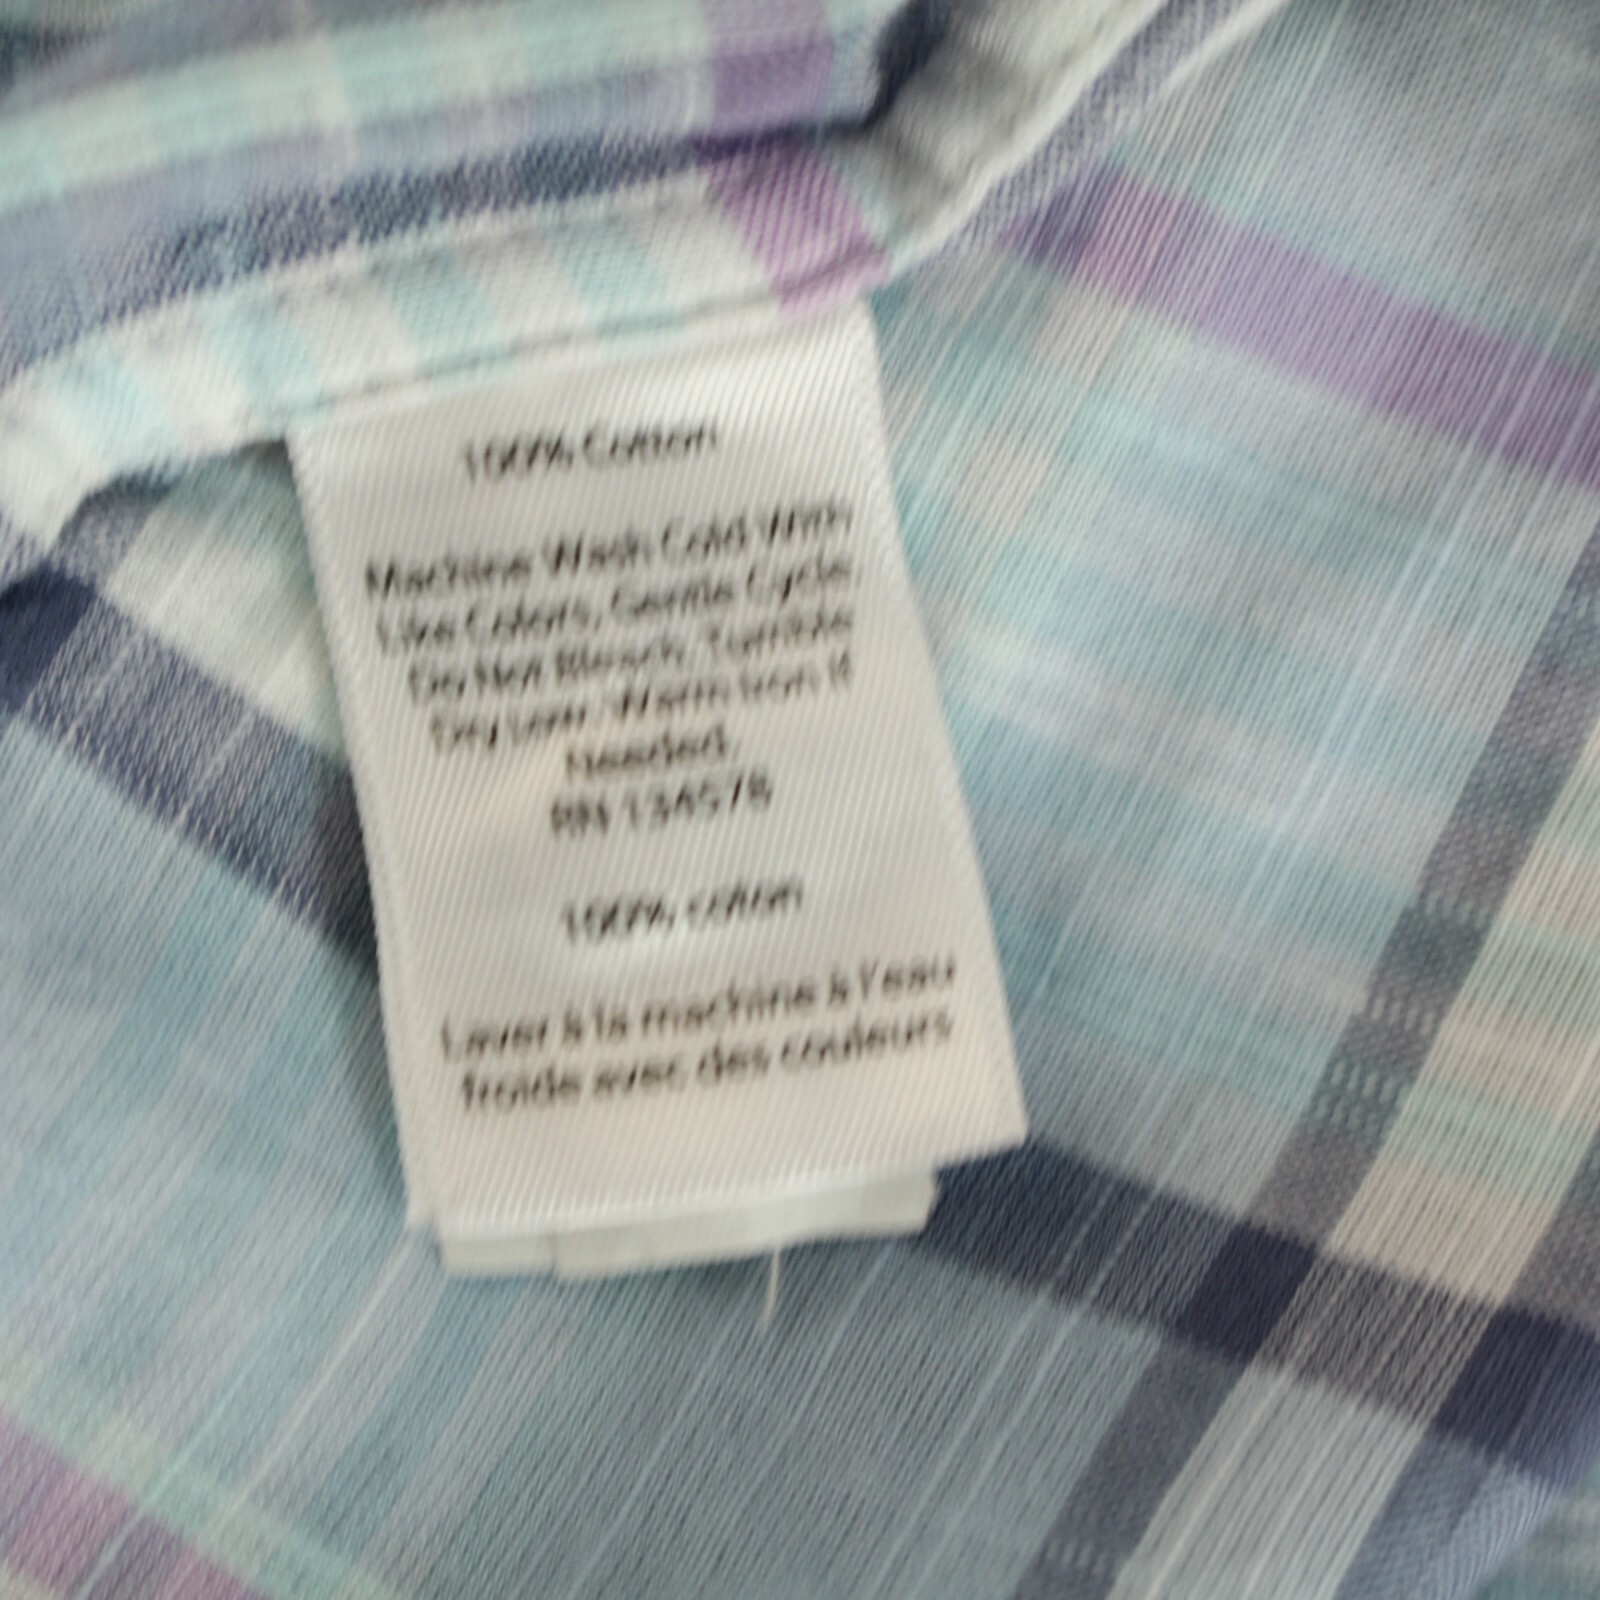 100% Cotton
Machine Wash Cold With
Like Colors, Gentle Cycle.
Do Not Bleach. Tumble
Dry Low. Warm Iron If
Needed.
RN 134578
100% coton
Laver à la machine à l'eau
froide avec des couleurs